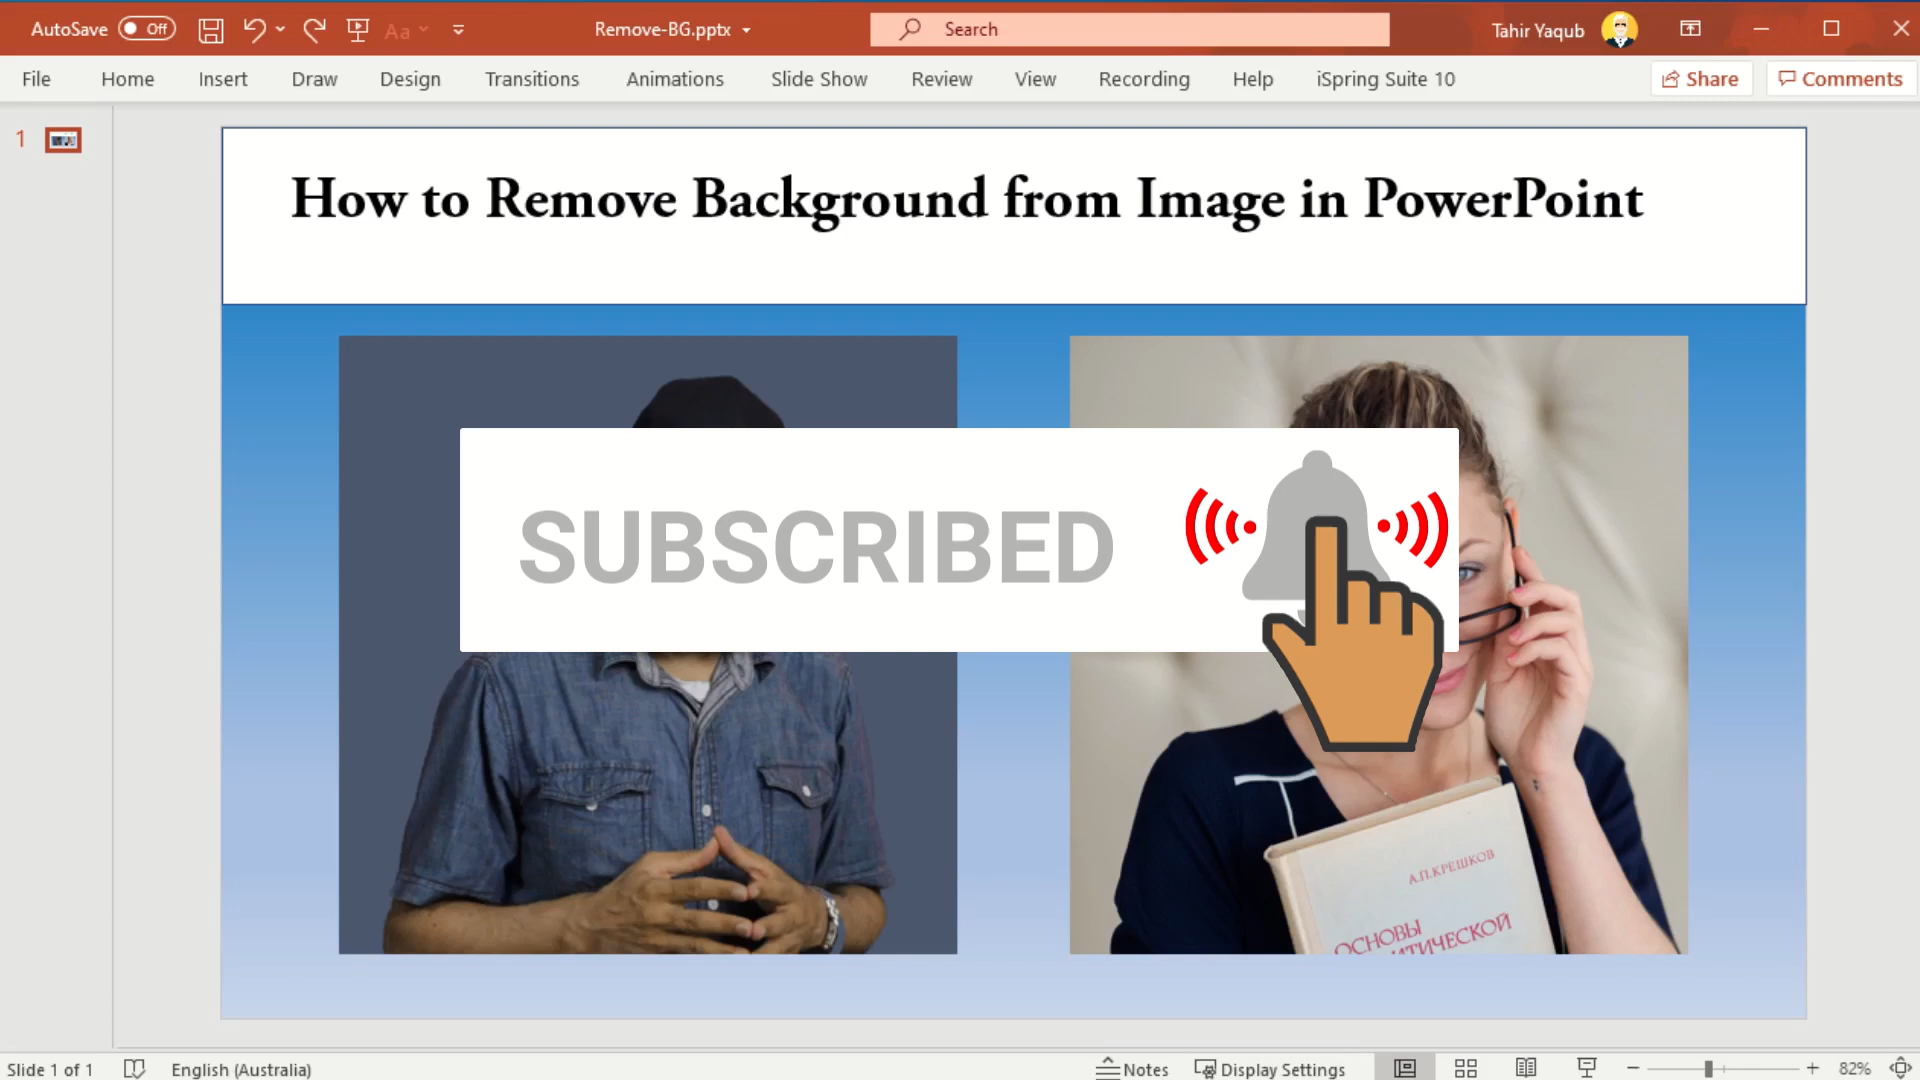 AutoSave Off Aa Remove-BG.pptx Search Tahir Yaqub
File Home Insert Draw Design Transitions Animations Slide Show Review View Recording Help iSpring Suite 10 Share Comments
1
How to Remove Background from Image in PowerPoint
SUBSCRIBED
А.П.КРЕШКОВ
ОСНОВЫ
ИТИЧЕСКОЙ
Slide 1 of 1 English (Australia) Notes Display Settings 82%